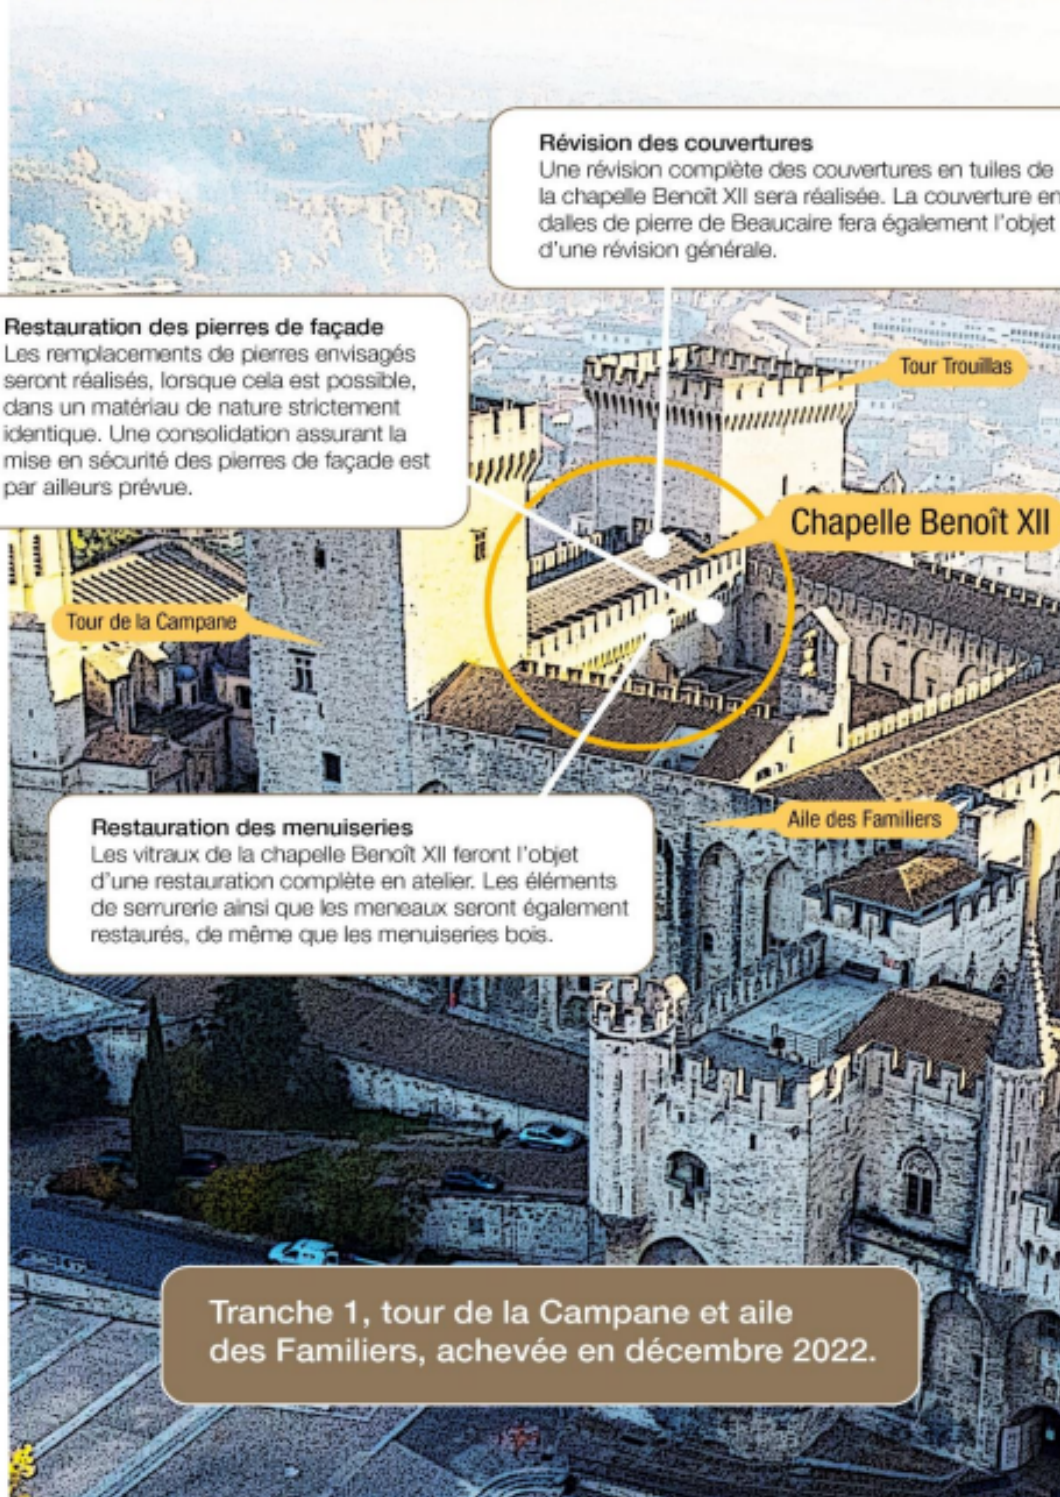 Révision des couvertures
Une révision complète des couvertures en tuiles de
la chapelle Benoît XII sera réalisée. La couverture en
dalles de pierre de Beaucaire fera également l'objet
d'une révision générale.
Restauration des pierres de façade
Les remplacements de pierres envisagés
seront réalisés, lorsque cela est possible,
dans un matériau de nature strictement
identique. Une consolidation assurant la
mise en sécurité des pierres de façade est
par ailleurs prévue.
Tour Trouillas
Chapelle Benoît XII
Tour de la Campane
Aile des Familiers
Restauration des menuiseries
Les vitraux de la chapelle Benoît XII feront l'objet
d'une restauration complète en atelier. Les éléments
de serrurerie ainsi que les meneaux seront également
restaurés, de même que les menuiseries bois.
Tranche 1, tour de la Campane et aile
des Familiers, achevée en décembre 2022.